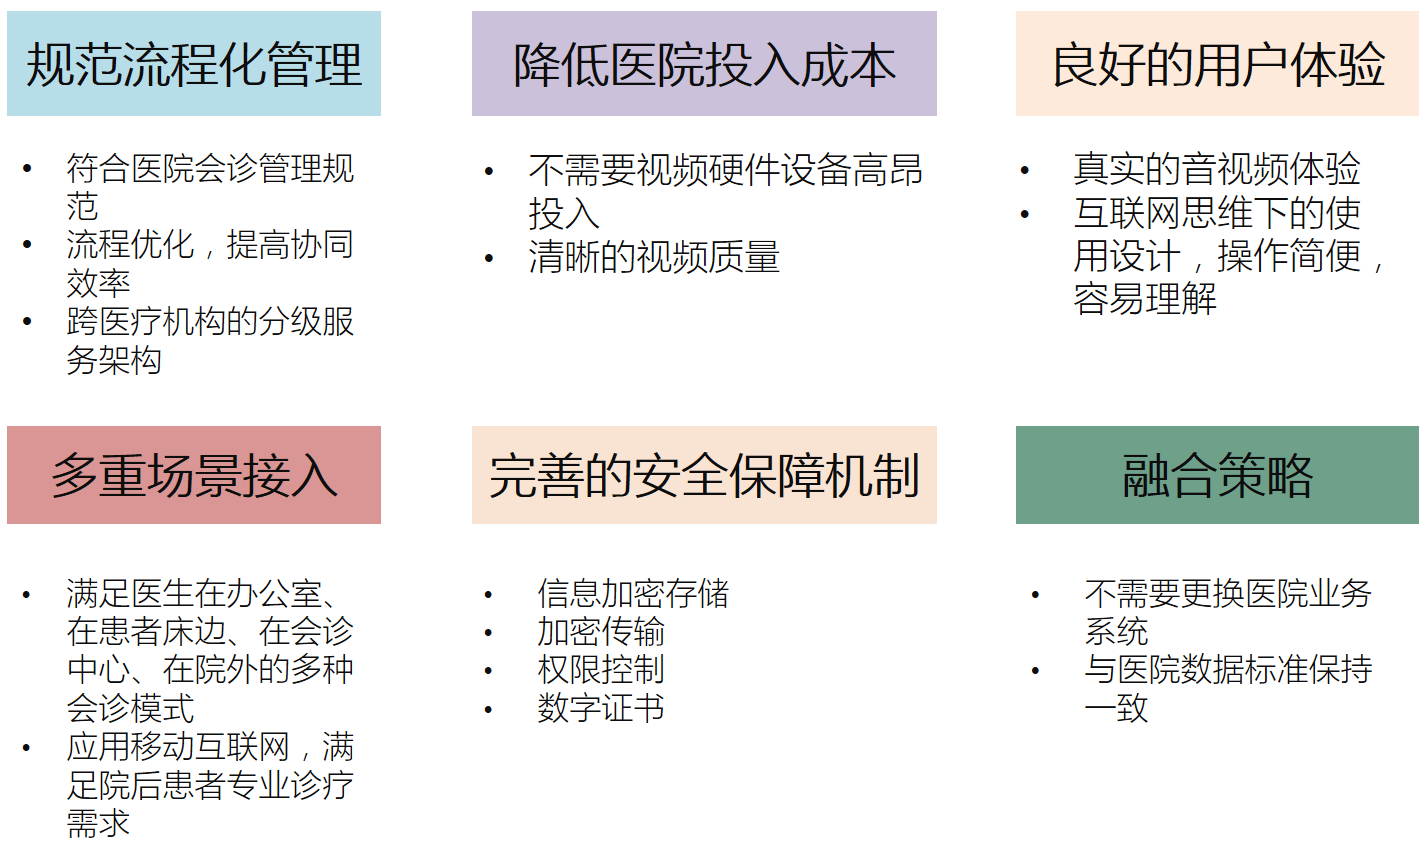 规范流程化管理
• 符合医院会诊管理规
范
• 流程优化，提高协同
效率
• 跨医疗机构的分级服
务架构
降低医院投入成本
• 不需要视频硬件设备高昂
投入
• 清晰的视频质量
良好的用户体验
• 真实的音视频体验
• 互联网思维下的使
用设计，操作简便，
容易理解
多重场景接入
• 满足医生在办公室、
在患者床边、在会诊
中心、在院外的多种
会诊模式
• 应用移动互联网，满
足院后患者专业诊疗
需求
完善的安全保障机制
• 信息加密存储
• 加密传输
• 权限控制
• 数字证书
融合策略
• 不需要更换医院业务
系统
• 与医院数据标准保持
一致